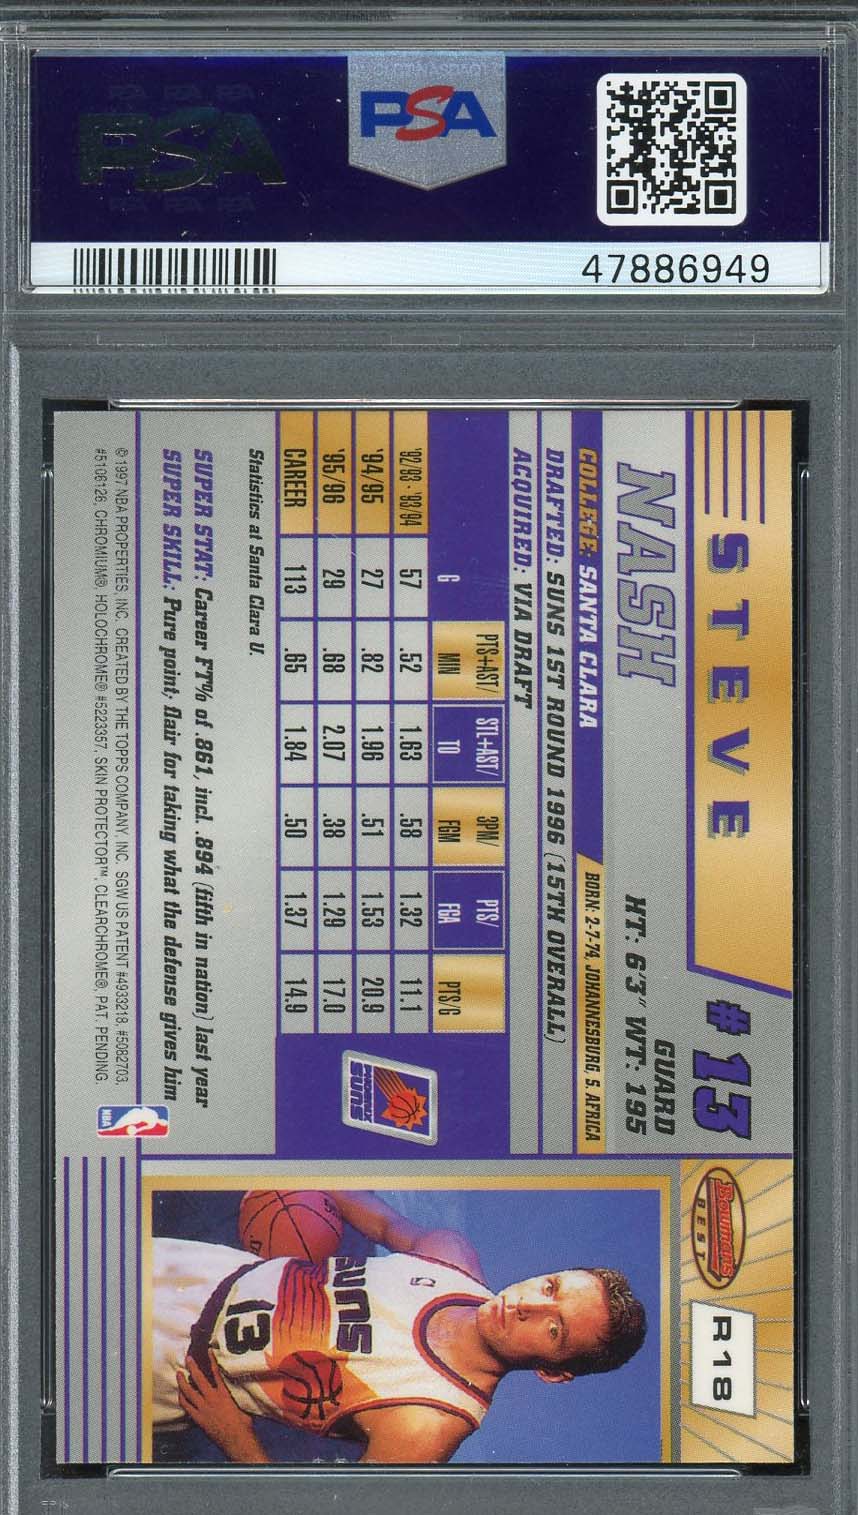 PSA
PSA
47886949
STEVE
#13
NASH
GUARD
HT: 6'3" WT: 195
COLLEGE: SANTA CLARA
BORN: 2-7-74, JOHANNESBURG, S. AFRICA
DRAFTED: SUNS 1ST ROUND 1996 (15TH OVERALL)
ACQUIRED: VIA DRAFT
G PTS+AST/MIN STL+AST/TO 3PM/FGM PTS/FGA PTS/G
'92/93 - '93/94 57 .52 1.63 .58 1.32 11.1
'94/95 27 .82 1.96 .51 1.53 20.9
'95/96 29 .68 2.07 .38 1.29 17.0
CAREER 113 .65 1.84 .50 1.37 14.9
Statistics at Santa Clara U.
SUPER STAT: Career FT% of .861, incl. .894 (fifth in nation) last year
SUPER SKILL: Pure point, flair for taking what the defense gives him
© 1997 NBA PROPERTIES, INC. CREATED BY THE TOPPS COMPANY, INC. SGW US PATENT #4933218, #5082703,
#5106126, CHROMIUM®, HOLOCHROME® #5223357, SKIN PROTECTOR™, CLEARCHROME®, PAT. PENDING.
PHOENIX
SUNS
NBA
Bowman's
BEST
R18
SUNS
13